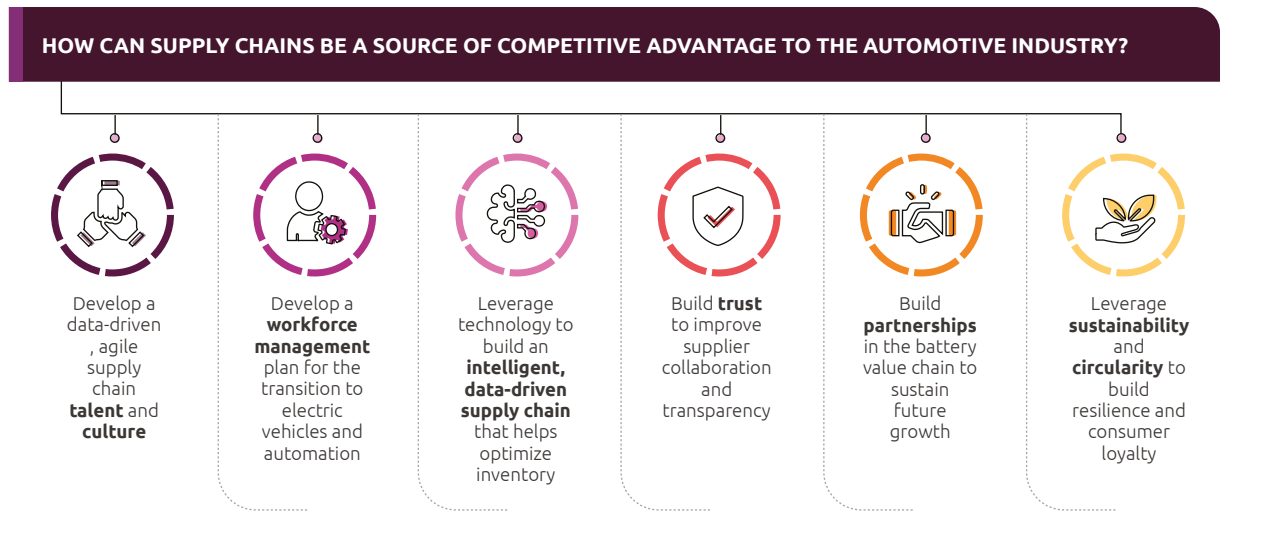 HOW CAN SUPPLY CHAINS BE A SOURCE OF COMPETITIVE ADVANTAGE TO THE AUTOMOTIVE INDUSTRY?
Develop a
data-driven
, agile
supply
chain
talent and
culture
Develop a
workforce
management
plan for the
transition to
electric
vehicles and
automation
Leverage
technology to
build an
intelligent,
data-driven
supply chain
that helps
optimize
inventory
Build trust
to improve
supplier
collaboration
and
transparency
Build
partnerships
in the battery
value chain to
sustain
future
growth
Leverage
sustainability
and
circularity to
build
resilience and
consumer
loyalty